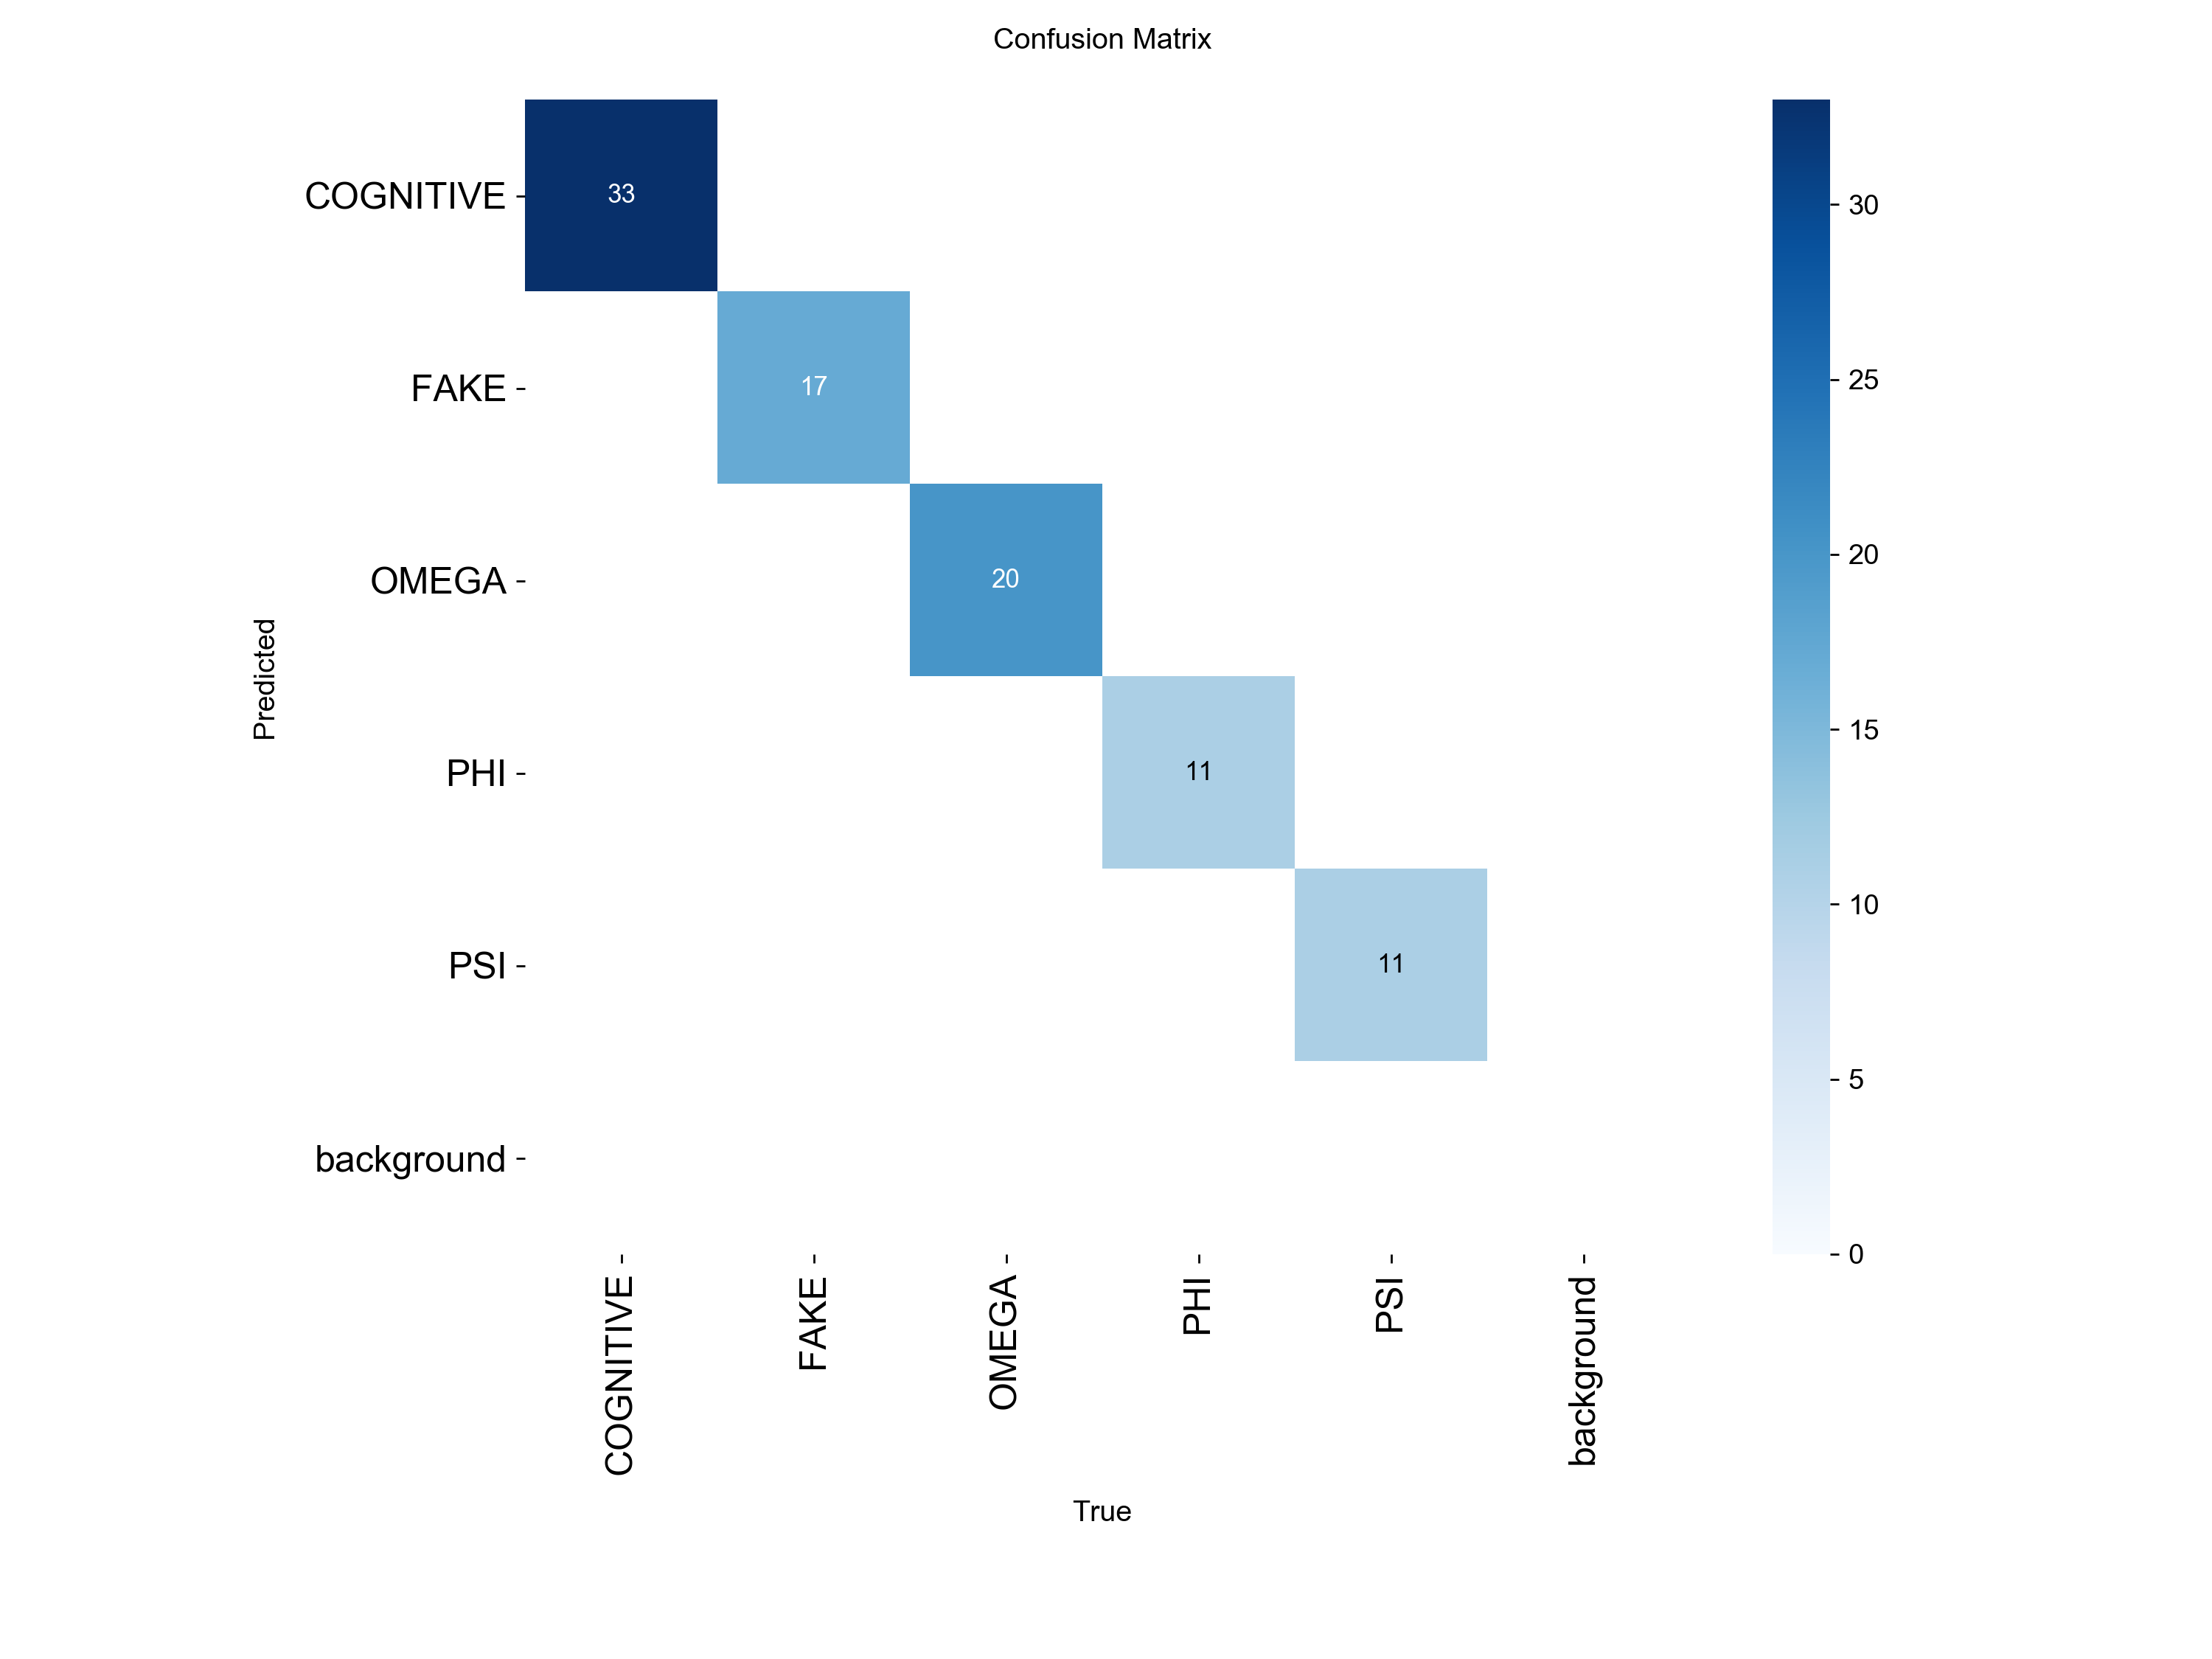 Confusion Matrix
COGNITIVE
33
30
FAKE
17
25
OMEGA
20
20
Predicted
PHI
11
15
PSI
11
10
background
5
0
COGNITIVE
FAKE
OMEGA
PHI
PSI
background
True